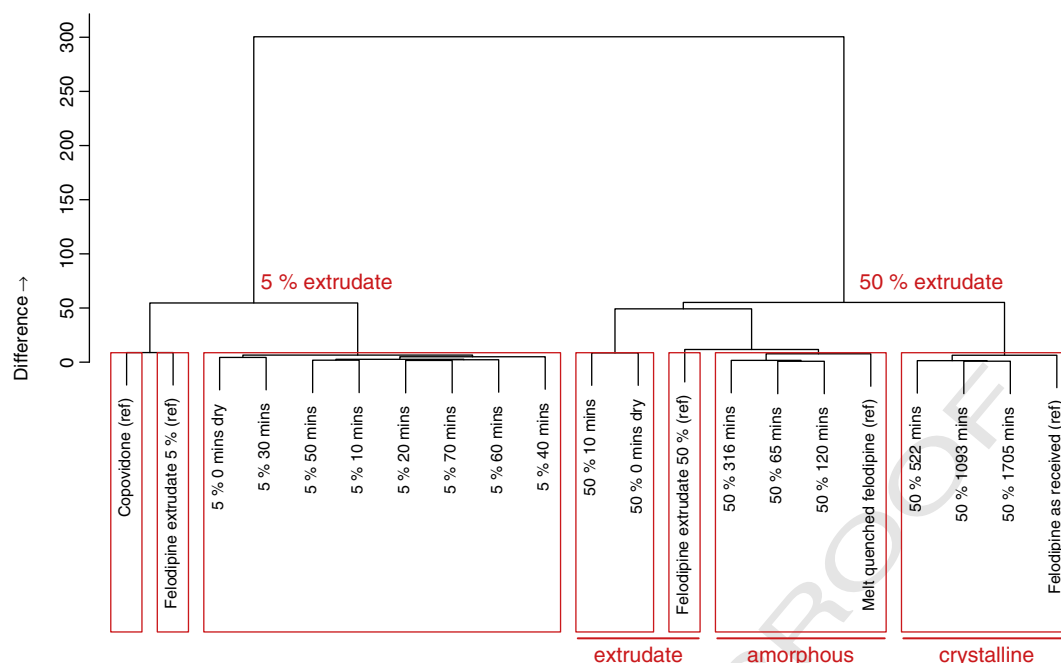 300
250
200
150
100
50
0
Difference →
5 % extrudate
50 % extrudate
Copovidone (ref)
Felodipine extrudate 5 % (ref)
5 % 0 mins dry
5 % 30 mins
5 % 50 mins
5 % 10 mins
5 % 20 mins
5 % 70 mins
5 % 60 mins
5 % 40 mins
50 % 10 mins
50 % 0 mins dry
Felodipine extrudate 50 % (ref)
50 % 316 mins
50 % 65 mins
50 % 120 mins
Melt quenched felodipine (ref)
50 % 522 mins
50 % 1093 mins
50 % 1705 mins
Felodipine as received (ref)
extrudate
amorphous
crystalline
PROOF